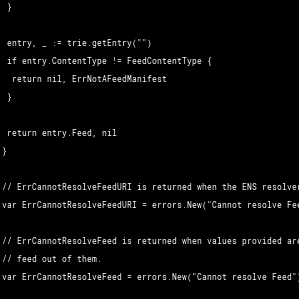 }
entry, _ := trie.getEntry("")
if entry.ContentType != FeedContentType {
return nil, ErrNotAFeedManifest
}
return entry.Feed, nil
}
// ErrCannotResolveFeedURI is returned when the ENS resolver
var ErrCannotResolveFeedURI = errors.New("Cannot resolve Fee
// ErrCannotResolveFeed is returned when values provided are
// feed out of them.
var ErrCannotResolveFeed = errors.New("Cannot resolve Feed"